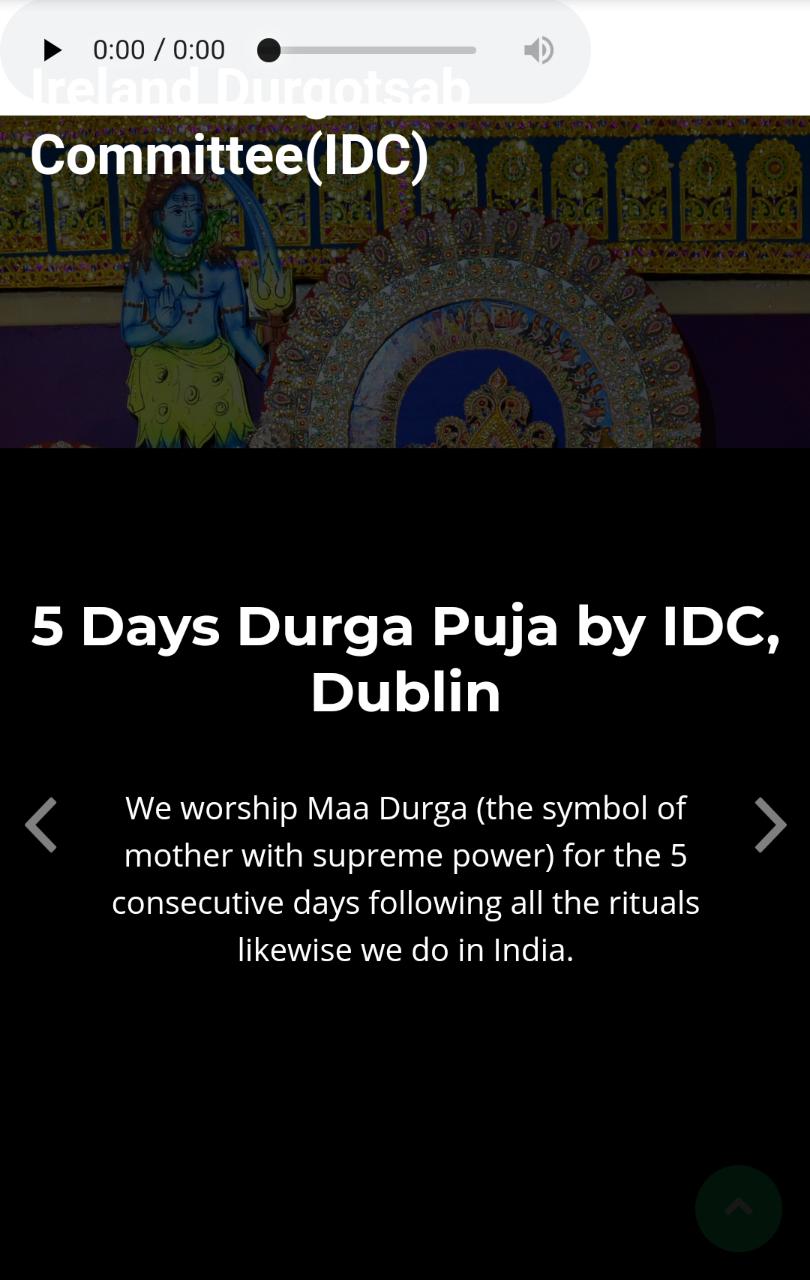 0:00 / 0:00
Ireland Durgotsab
Committee(IDC)
5 Days Durga Puja by IDC,
Dublin
We worship Maa Durga (the symbol of
mother with supreme power) for the 5
consecutive days following all the rituals
likewise we do in India.